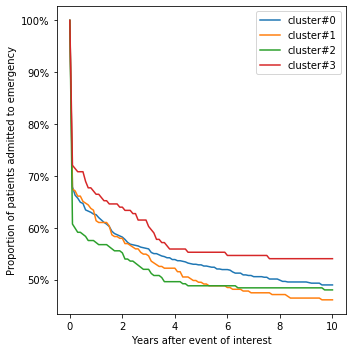 100%
90%
80%
70%
60%
50%
Proportion of patients admitted to emergency
cluster#0
cluster#1
cluster#2
cluster#3
0 2 4 6 8 10
Years after event of interest